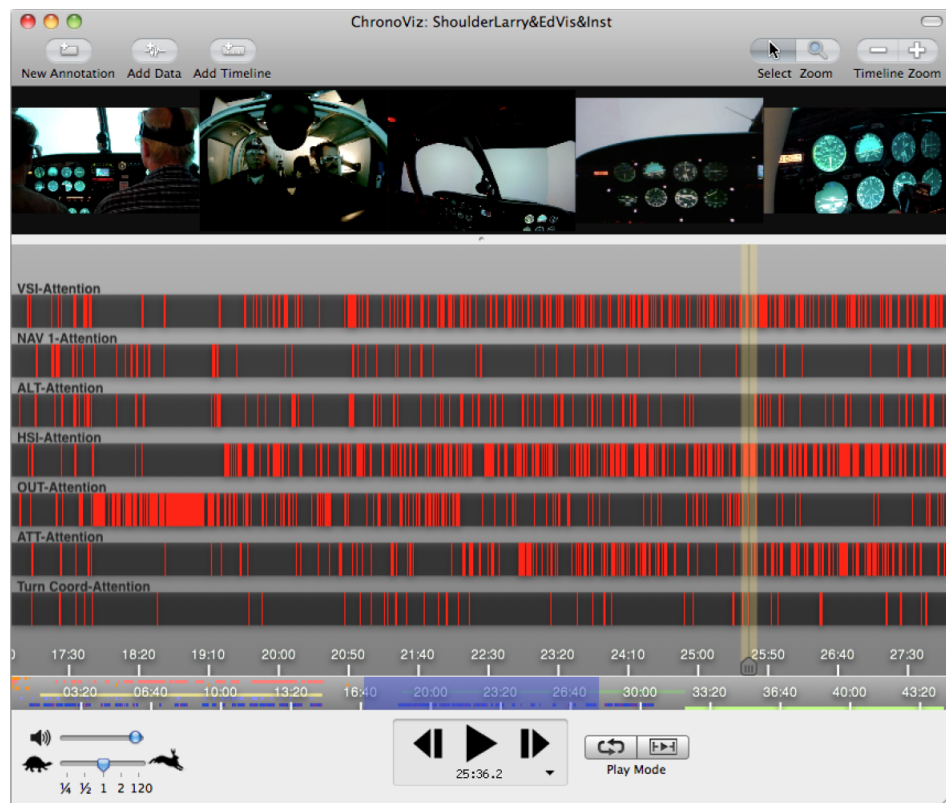 ChronoViz: ShoulderLarry&EdVis&Inst
New Annotation Add Data Add Timeline Select Zoom Timeline Zoom
VSI-Attention
NAV 1-Attention
ALT-Attention
HSI-Attention
OUT-Attention
ATT-Attention
Turn Coord-Attention
0 17:30 18:20 19:10 20:00 20:50 21:40 22:30 23:20 24:10 25:00 25:50 26:40 27:30
03:20 06:40 10:00 13:20 16:40 20:00 23:20 26:40 30:00 33:20 36:40 40:00 43:20
25:36.2
Play Mode
¼ ½ 1 2 120